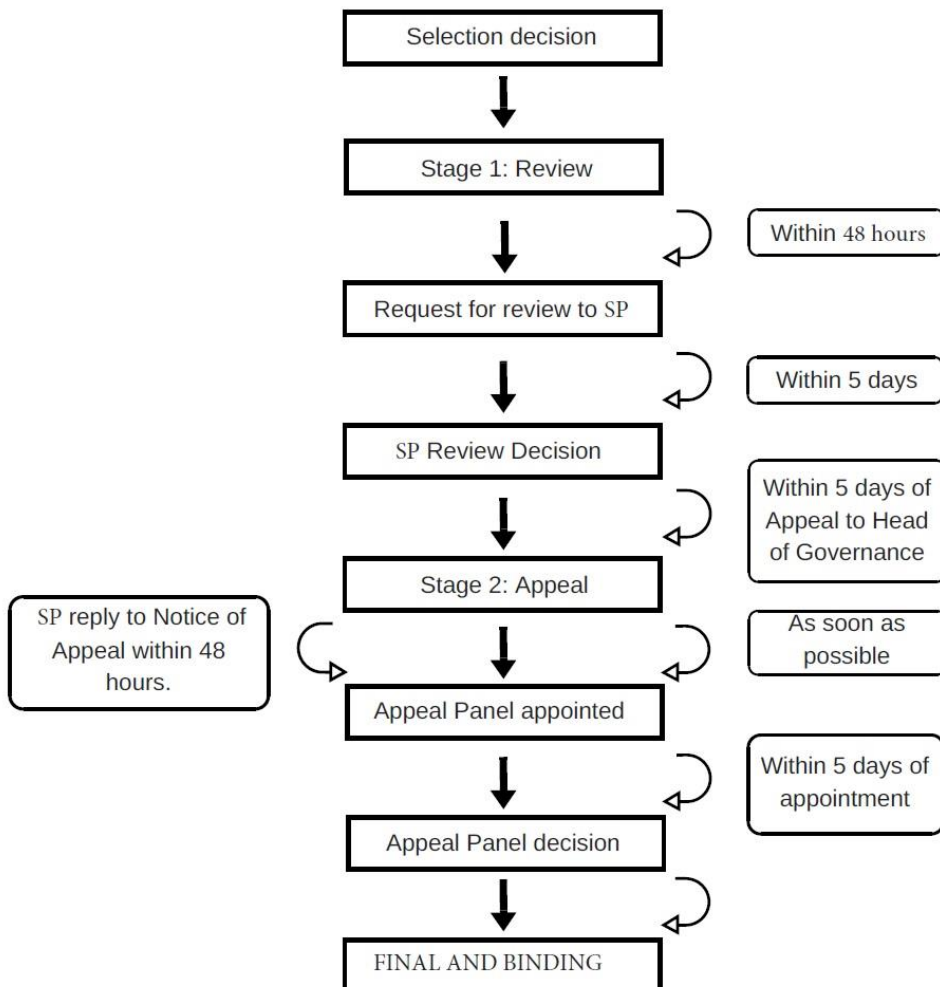 Selection decision
Stage 1: Review
Within 48 hours
Request for review to SP
Within 5 days
SP Review Decision
Within 5 days of
Appeal to Head
of Governance
Stage 2: Appeal
SP reply to Notice of
Appeal within 48
hours.
As soon as
possible
Appeal Panel appointed
Within 5 days of
appointment
Appeal Panel decision
FINAL AND BINDING